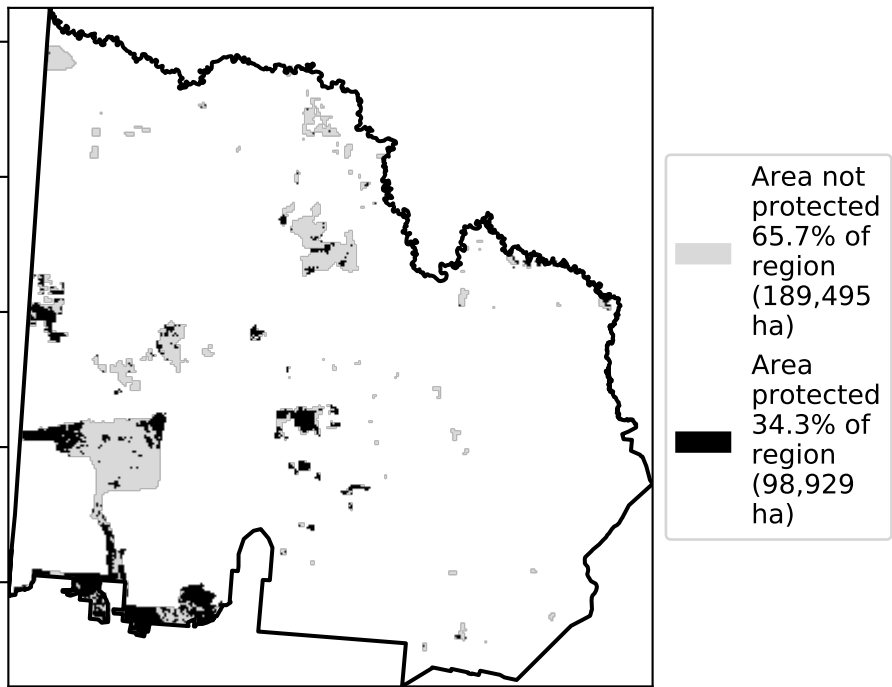 Area not
protected
65.7% of
region
(189,495
ha)
Area
protected
34.3% of
region
(98,929
ha)